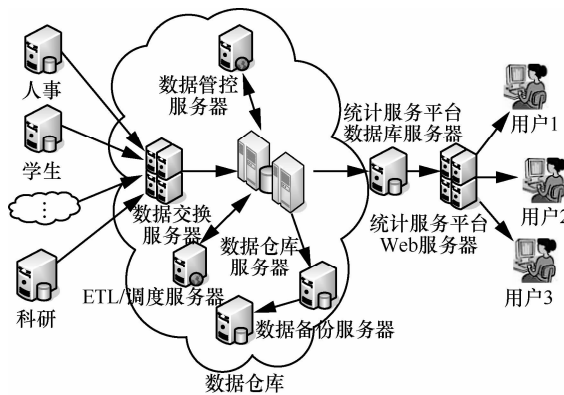 人事
学生
…
科研
数据管控
服务器
数据交换
服务器
数据仓库
服务器
ETL/调度服务器
数据备份服务器
数据仓库
统计服务平台
数据库服务器
统计服务平台
Web服务器
用户1
用户2
用户3